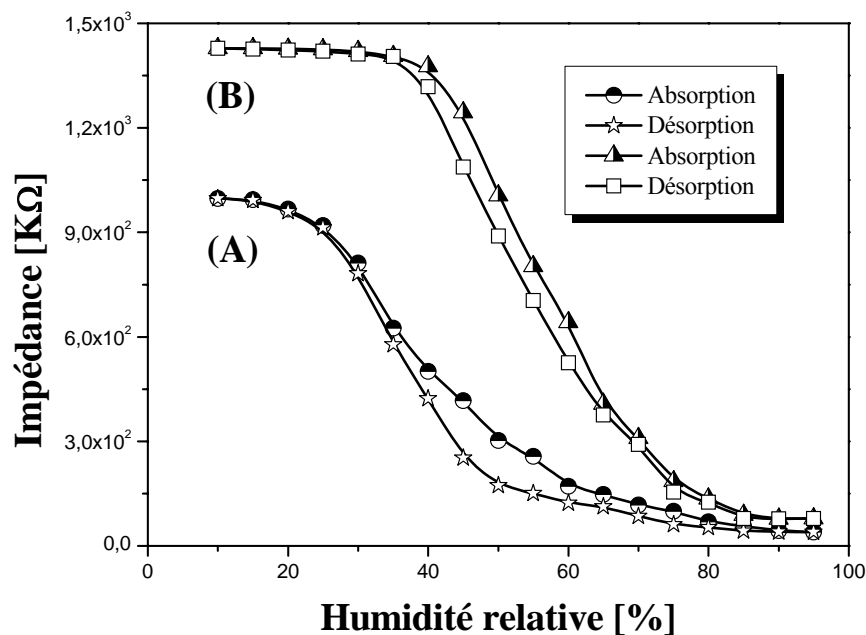 1,5x10³
1,2x10³
9,0x10²
6,0x10²
3,0x10²
0,0
Impédance [KΩ]
(B)
(A)
Absorption
Désorption
Absorption
Désorption
0 20 40 60 80 100
Humidité relative [%]